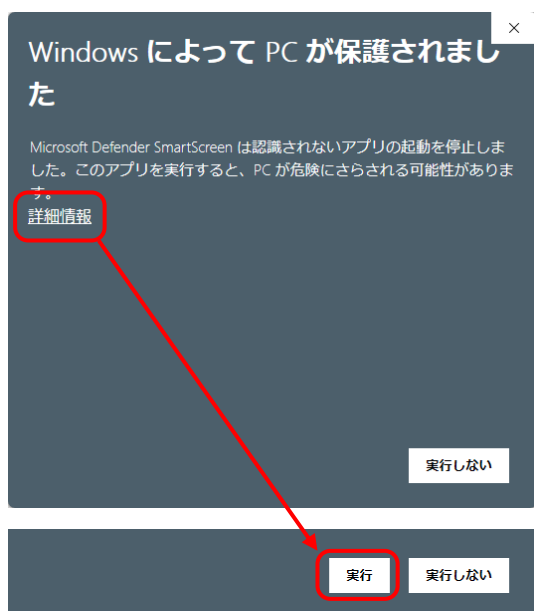 Windows によって PC が保護されまし
た
Microsoft Defender SmartScreen は認識されないアプリの起動を停止しま
した。このアプリを実行すると、PC が危険にさらされる可能性がありま
す。
詳細情報
実行しない
実行
実行しない